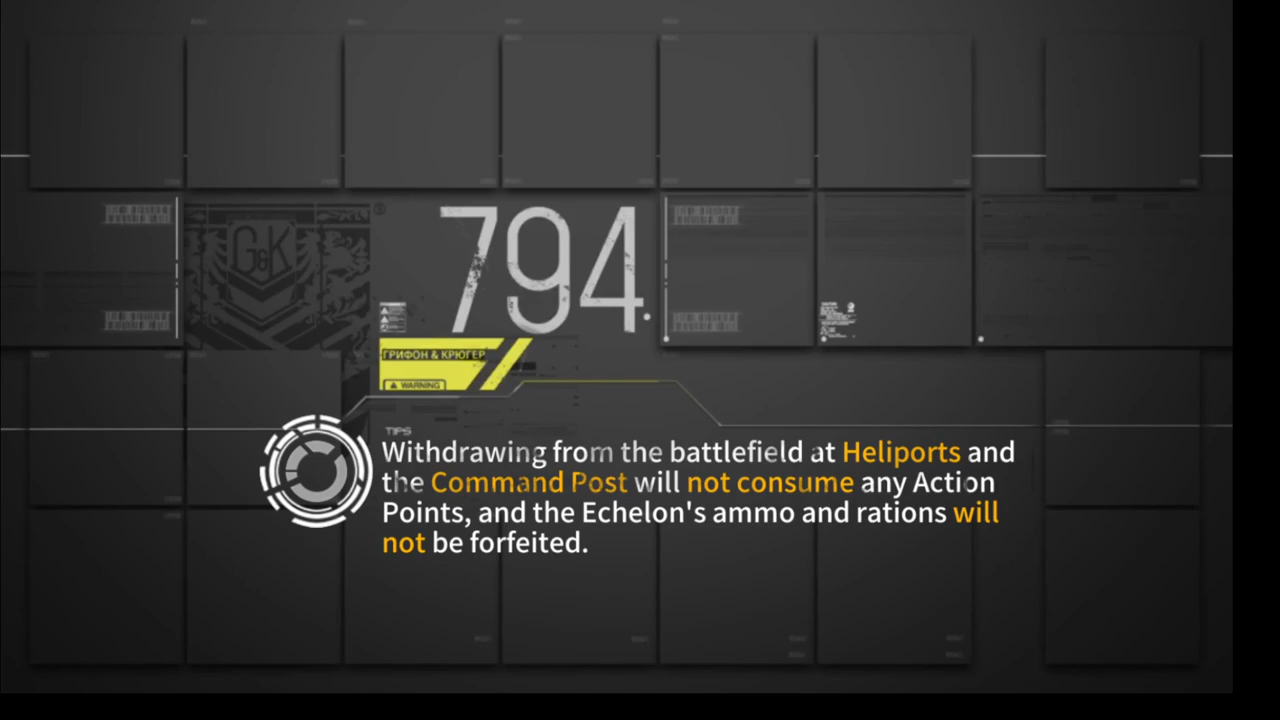 G&K
794.
ГРИФОН & КРЮГЕР
WARNING
TIPS
Withdrawing from the battlefield at Heliports and
the Command Post will not consume any Action
Points, and the Echelon's ammo and rations will
not be forfeited.